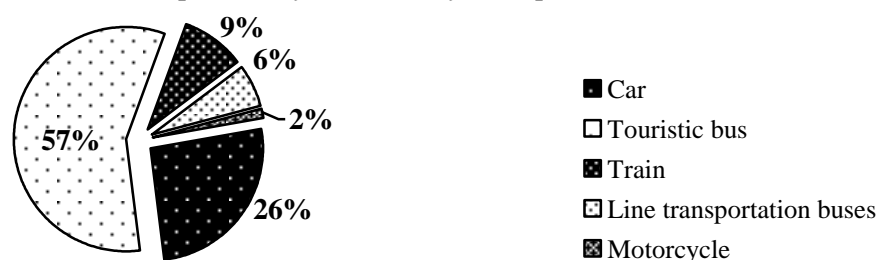 9%
6%
2%
57%
26%
Car
Touristic bus
Train
Line transportation buses
Motorcycle